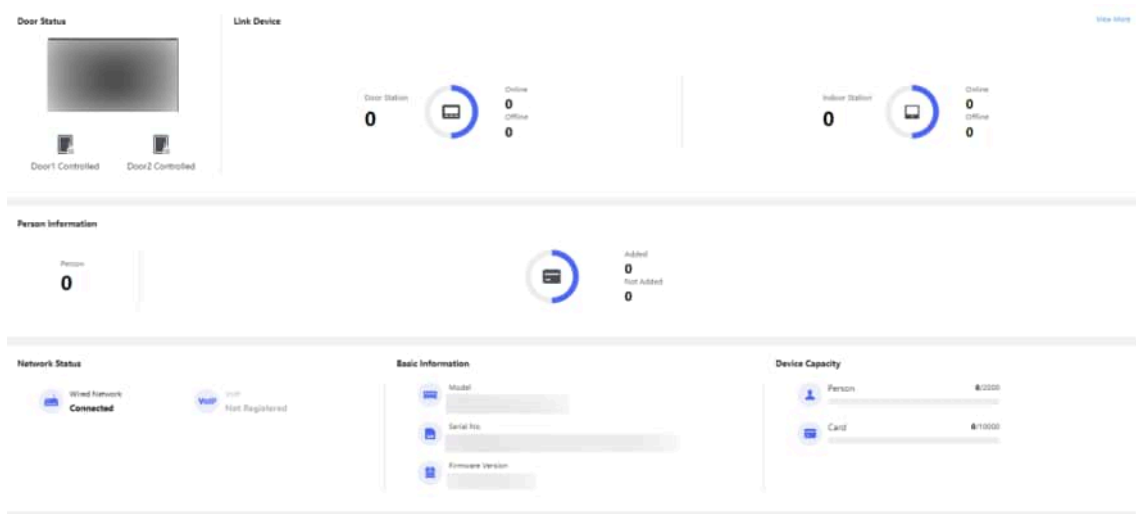 Door Status
Link Device
View More
Door Station
0
Online
0
Offline
0
Indoor Station
0
Online
0
Offline
0
Door1 Controlled
Door2 Controlled
Person Information
Person
0
Added
0
Not Added
0
Network Status
Wired Network
Connected
VoIP
VoIP
Not Registered
Basic Information
Model
Serial No.
Firmware Version
Device Capacity
Person
0/2000
Card
0/10000